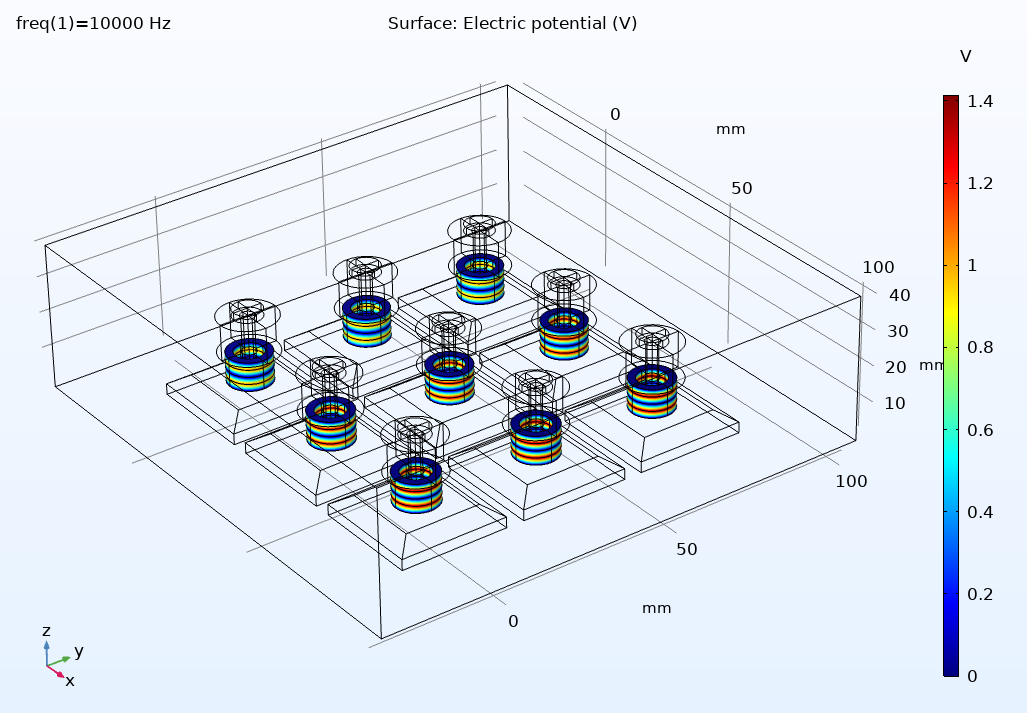 freq(1)=10000 Hz
Surface: Electric potential (V)
V
1.4
1.2
1
0.8
0.6
0.4
0.2
0
0
mm
50
100
40
30
20
mm
10
100
50
mm
0
z
y
x